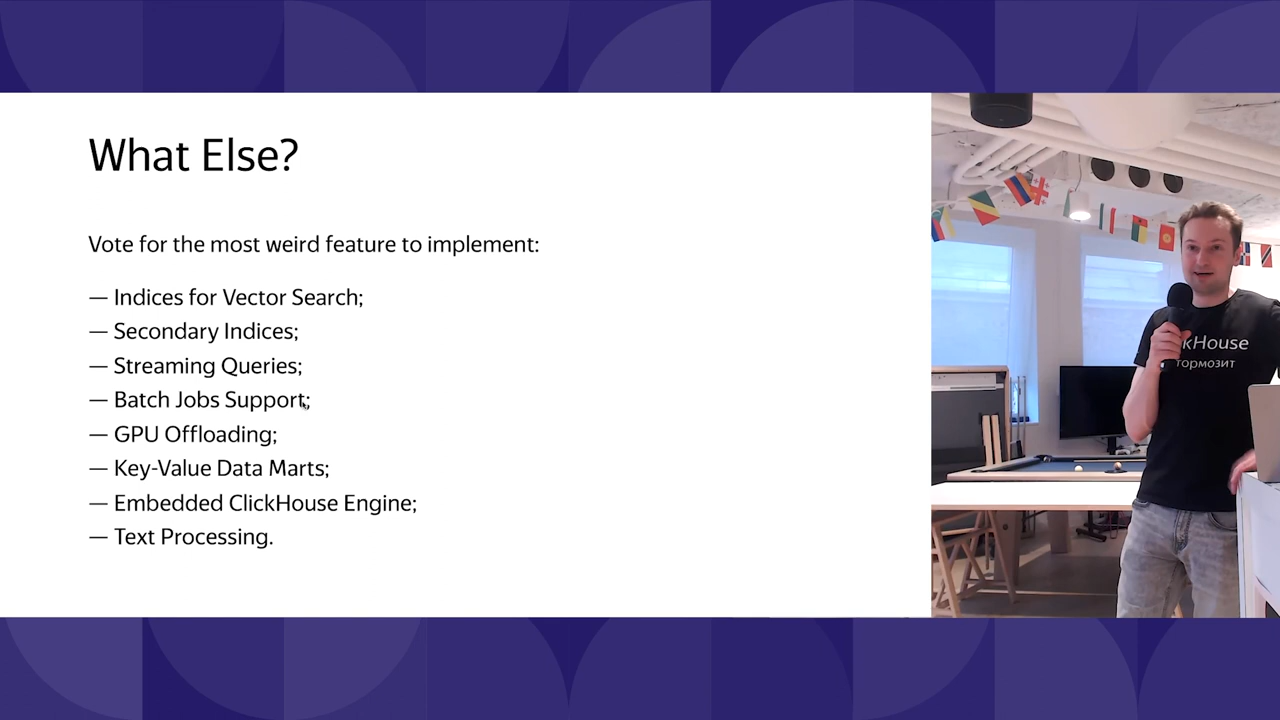 What Else?
Vote for the most weird feature to implement:
— Indices for Vector Search;
— Secondary Indices;
— Streaming Queries;
— Batch Jobs Support;
— GPU Offloading;
— Key-Value Data Marts;
— Embedded ClickHouse Engine;
— Text Processing.
kHouse
тормозит